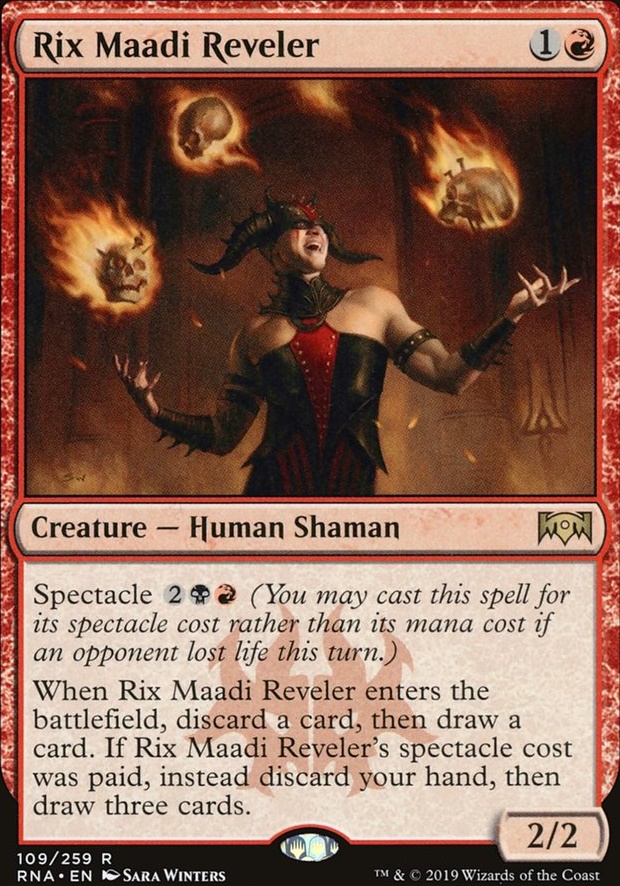 Rix Maadi Reveler 1
Creature — Human Shaman
Spectacle 2 (You may cast this spell for
its spectacle cost rather than its mana cost if
an opponent lost life this turn.)
When Rix Maadi Reveler enters the
battlefield, discard a card, then draw a
card. If Rix Maadi Reveler's spectacle cost
was paid, instead discard your hand, then
draw three cards.
2/2
109/259 R
RNA • EN Sara Winters
™ & © 2019 Wizards of the Coast